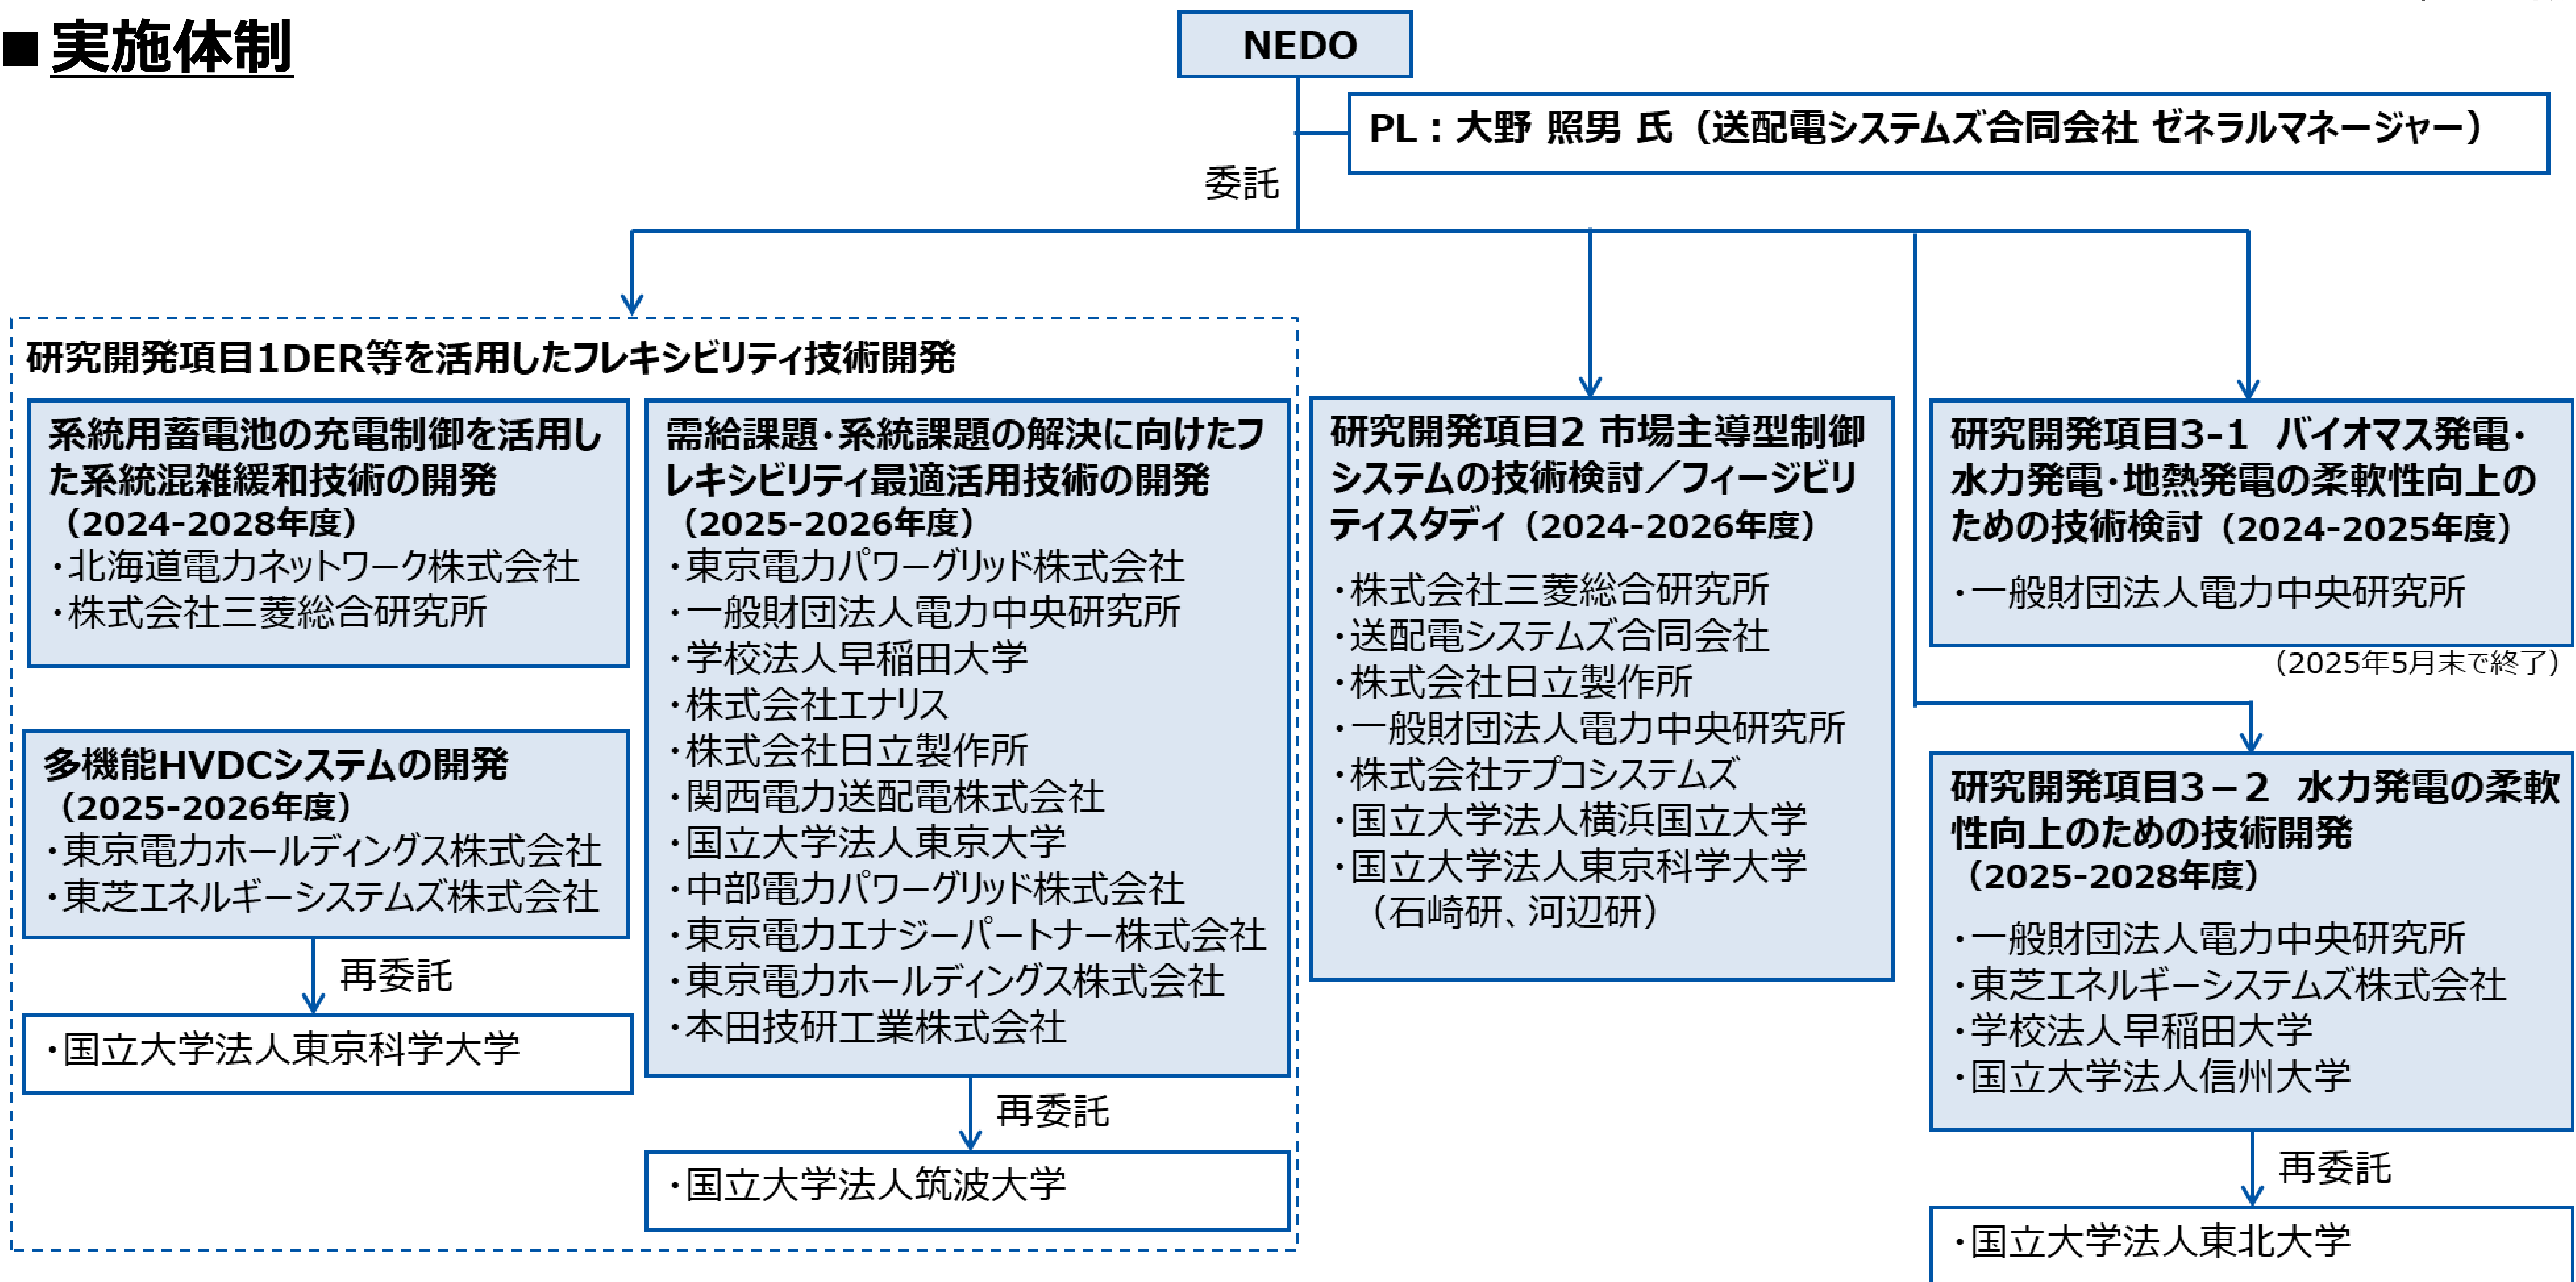 ■ 実施体制
NEDO
PL：大野 照男 氏（送配電システムズ合同会社 ゼネラルマネージャー）
委託
研究開発項目1DER等を活用したフレキシビリティ技術開発
系統用蓄電池の充電制御を活用し
た系統混雑緩和技術の開発
（2024-2028年度）
・北海道電力ネットワーク株式会社
・株式会社三菱総合研究所
多機能HVDCシステムの開発
（2025-2026年度）
・東京電力ホールディングス株式会社
・東芝エネルギーシステムズ株式会社
再委託
・国立大学法人東京科学大学
需給課題・系統課題の解決に向けたフ
レキシビリティ最適活用技術の開発
（2025-2026年度）
・東京電力パワーグリッド株式会社
・一般財団法人電力中央研究所
・学校法人早稲田大学
・株式会社エナリス
・株式会社日立製作所
・関西電力送配電株式会社
・国立大学法人東京大学
・中部電力パワーグリッド株式会社
・東京電力エナジーパートナー株式会社
・東京電力ホールディングス株式会社
・本田技研工業株式会社
再委託
・国立大学法人筑波大学
研究開発項目2 市場主導型制御
システムの技術検討／フィージビリ
ティスタディ（2024-2026年度）
・株式会社三菱総合研究所
・送配電システムズ合同会社
・株式会社日立製作所
・一般財団法人電力中央研究所
・株式会社テプコシステムズ
・国立大学法人横浜国立大学
・国立大学法人東京科学大学
（石崎研、河辺研）
研究開発項目3-1 バイオマス発電・
水力発電・地熱発電の柔軟性向上の
ための技術検討（2024-2025年度）
・一般財団法人電力中央研究所
（2025年5月末で終了）
研究開発項目3－2 水力発電の柔軟
性向上のための技術開発
（2025-2028年度）
・一般財団法人電力中央研究所
・東芝エネルギーシステムズ株式会社
・学校法人早稲田大学
・国立大学法人信州大学
再委託
・国立大学法人東北大学